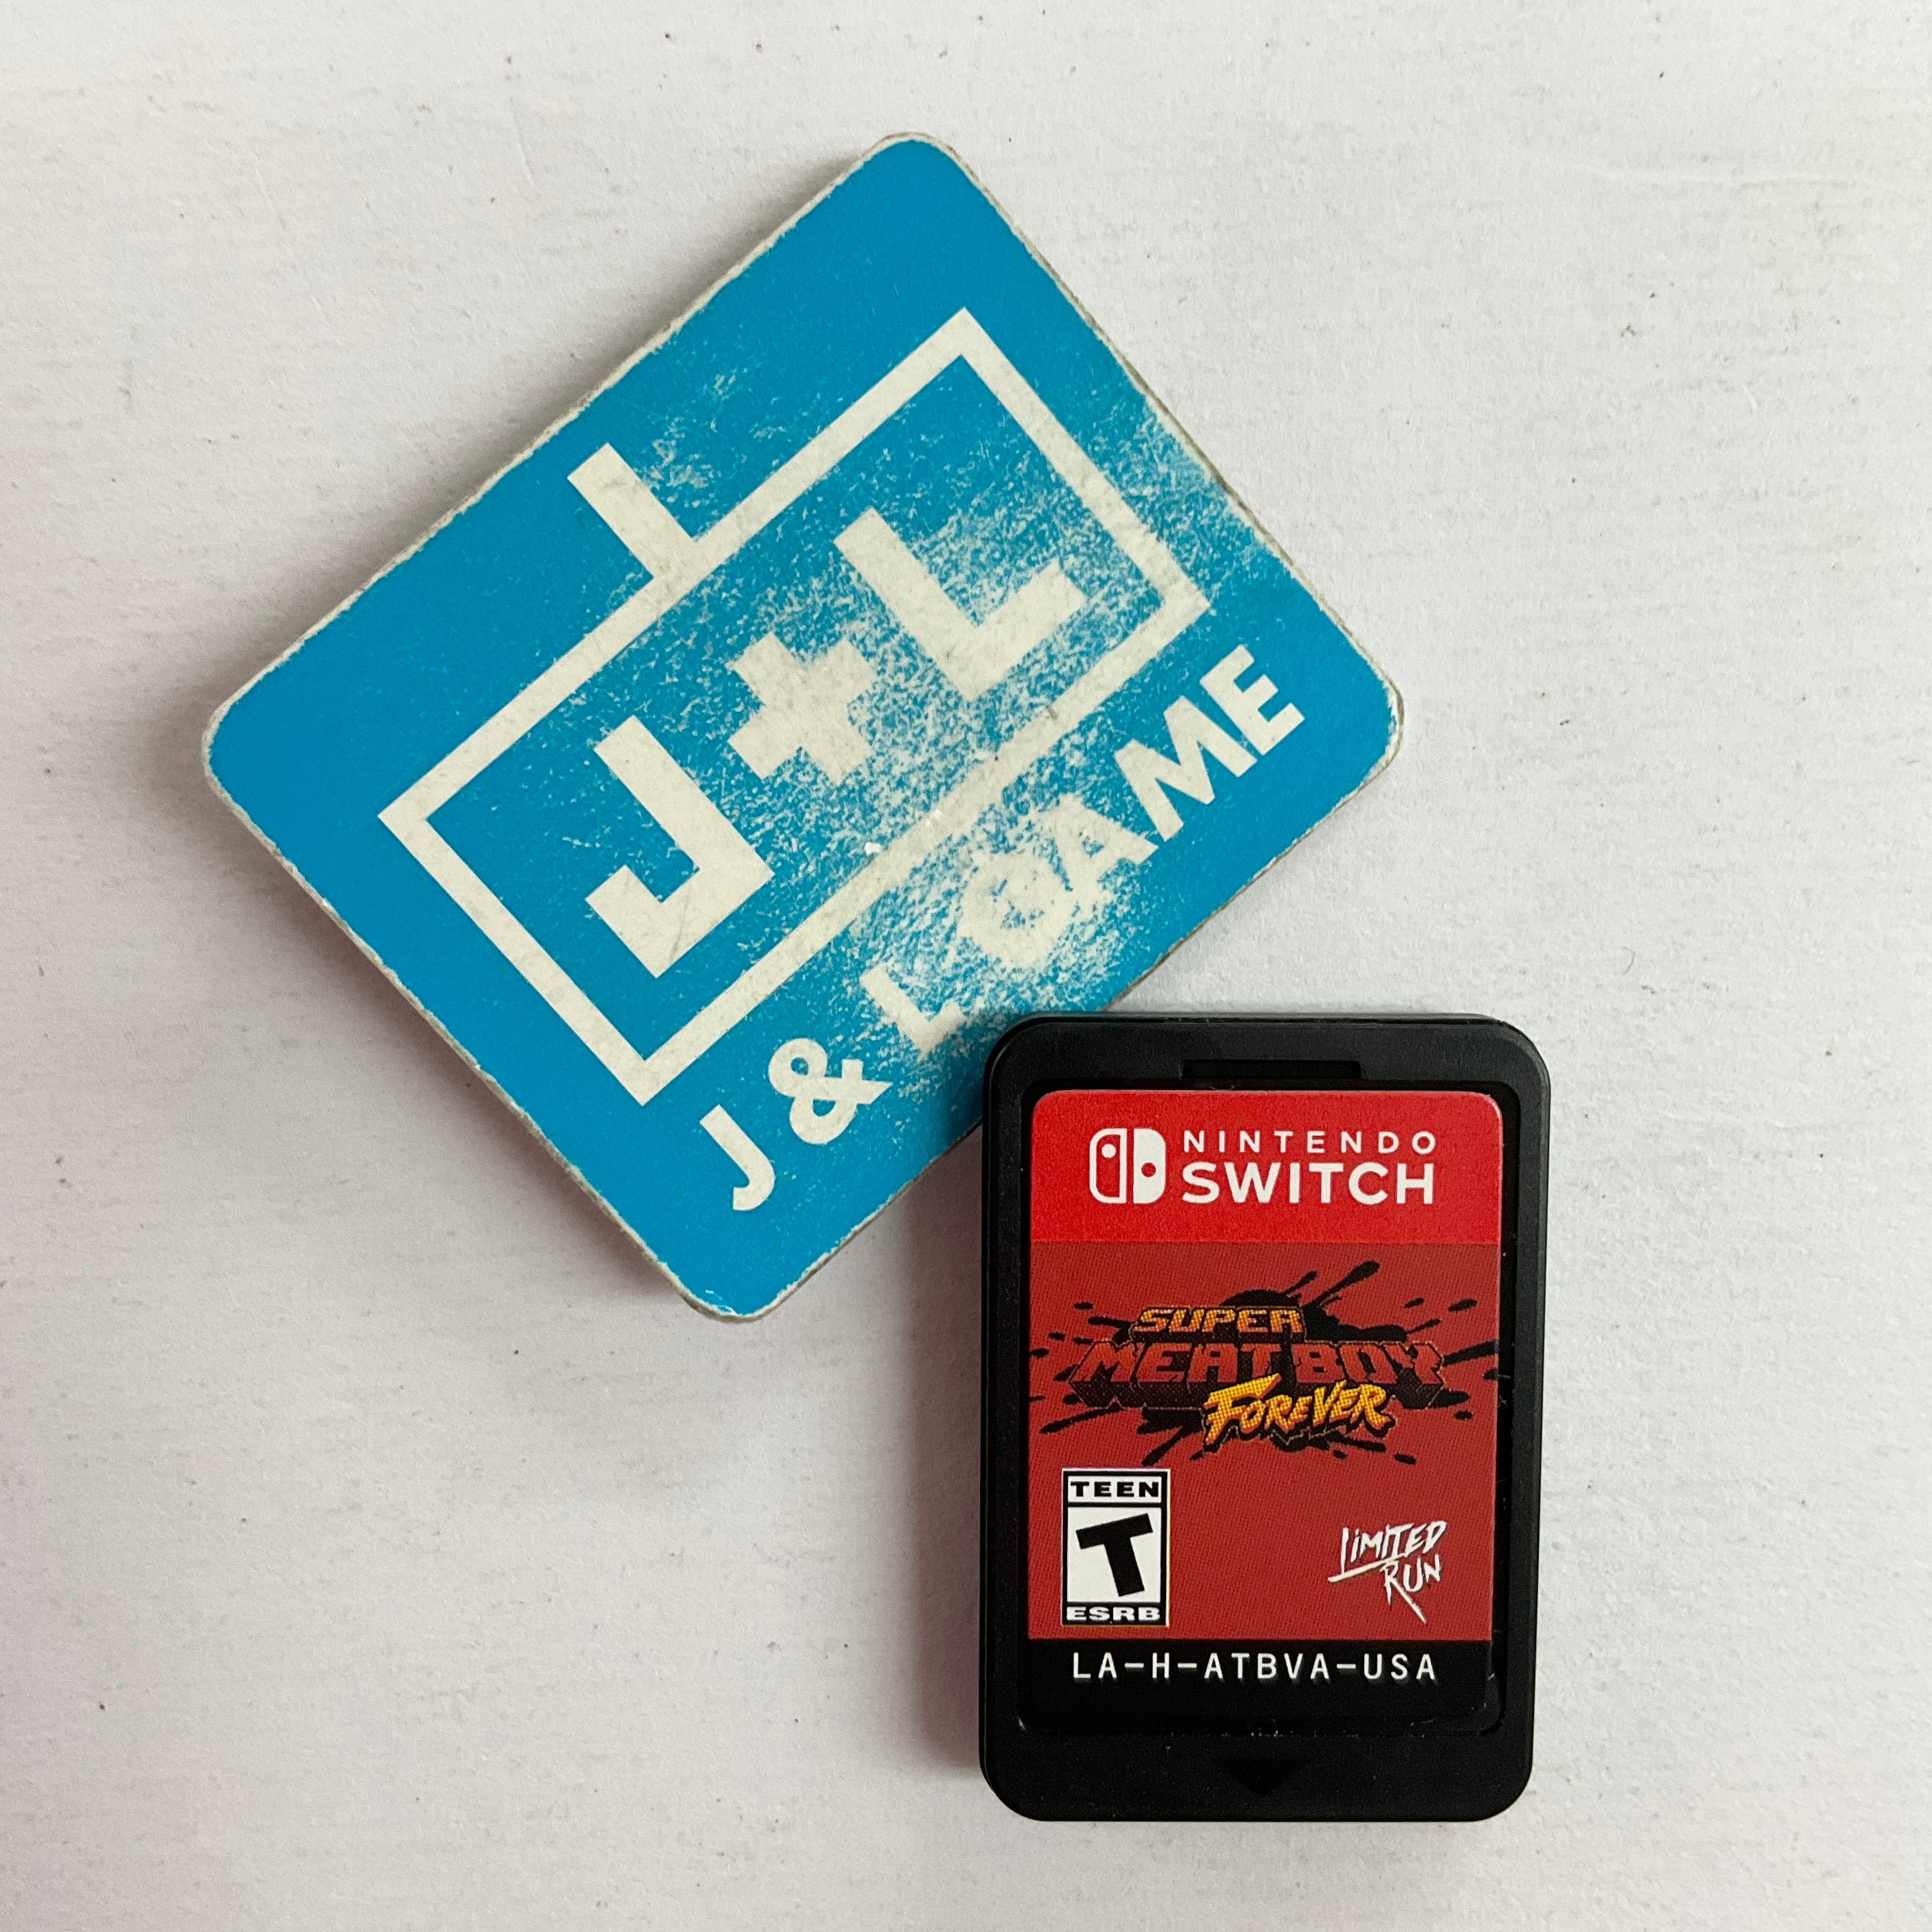 J+L
J & L GAME
NINTENDO
SWITCH
SUPER
MEAT BOY
FOREVER
TEEN
T
ESRB
LIMITED
RUN
LA-H-ATBVA-USA